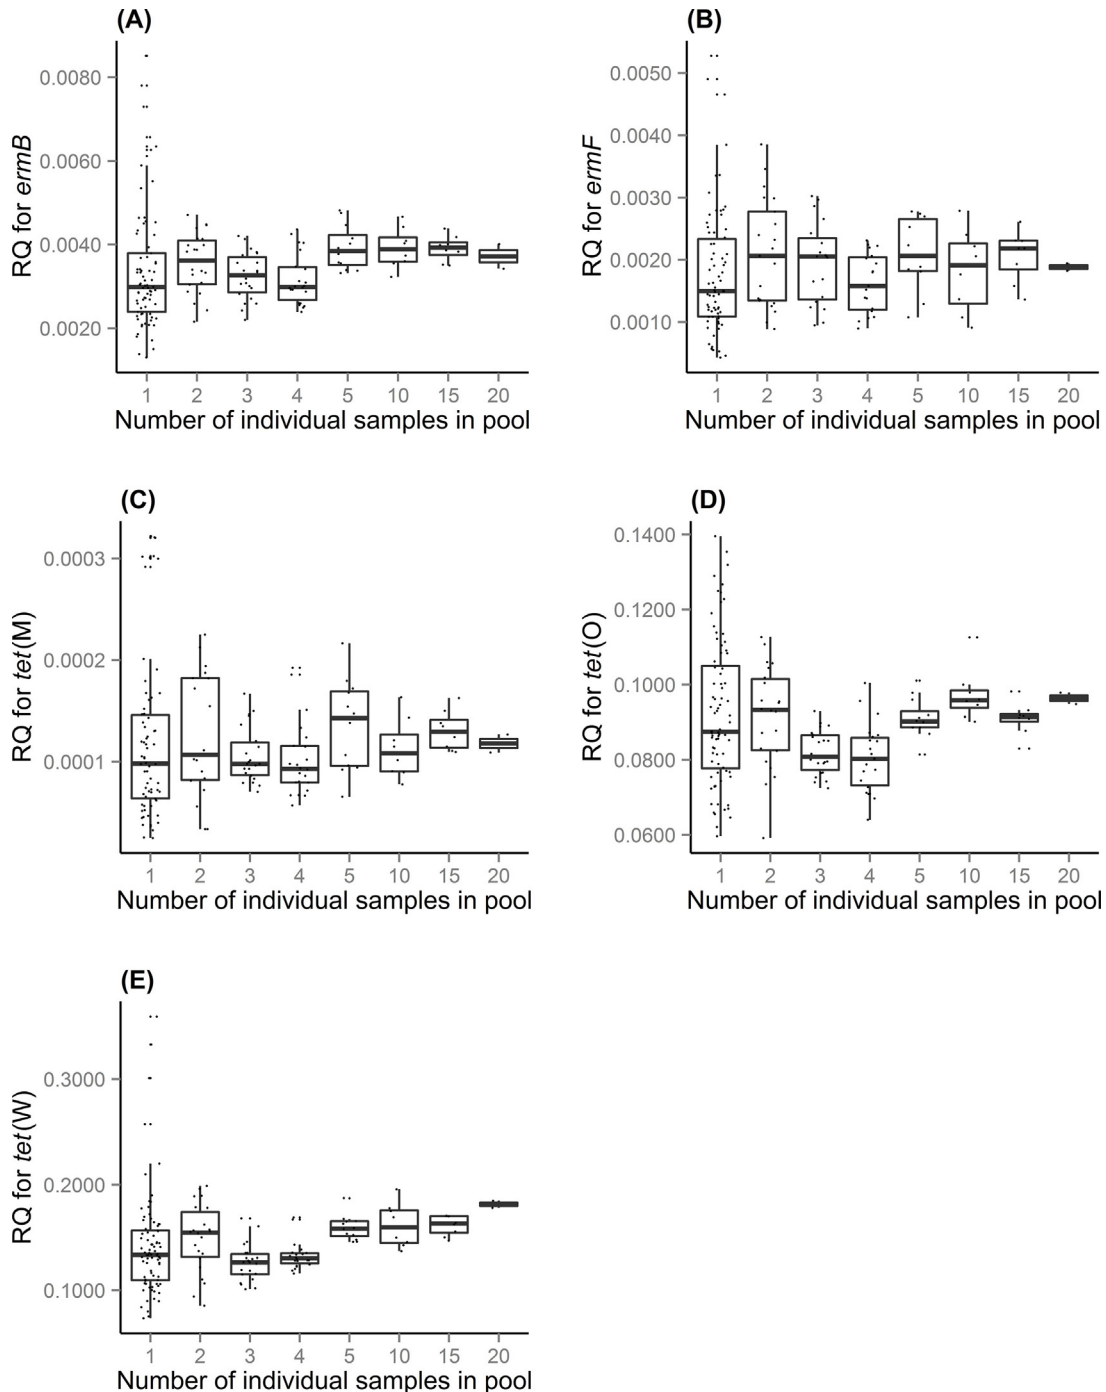 (A)
RQ for ermB
0.0080
0.0060
0.0040
0.0020
1 2 3 4 5 10 15 20
Number of individual samples in pool
(B)
RQ for ermF
0.0050
0.0040
0.0030
0.0020
0.0010
1 2 3 4 5 10 15 20
Number of individual samples in pool
(C)
RQ for tet(M)
0.0003
0.0002
0.0001
1 2 3 4 5 10 15 20
Number of individual samples in pool
(D)
RQ for tet(O)
0.1400
0.1200
0.1000
0.0800
0.0600
1 2 3 4 5 10 15 20
Number of individual samples in pool
(E)
RQ for tet(W)
0.3000
0.2000
0.1000
1 2 3 4 5 10 15 20
Number of individual samples in pool